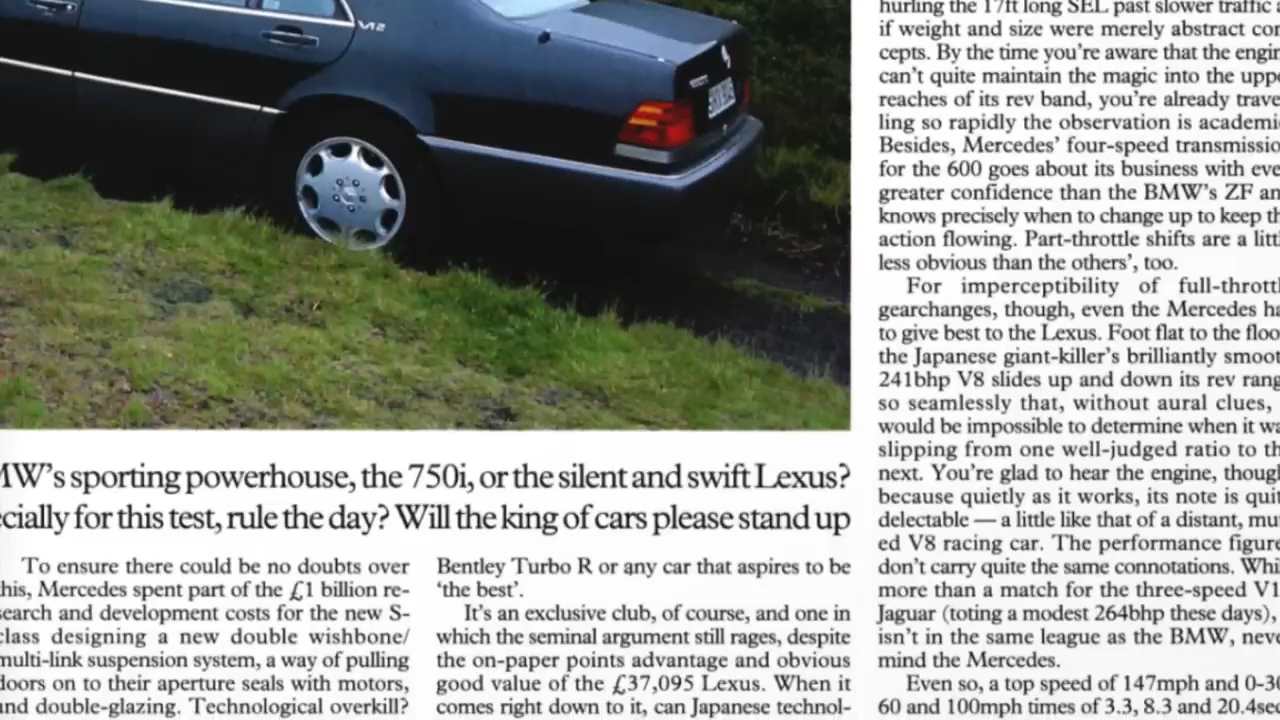 V12
MW's sporting powerhouse, the 750i, or the silent and swift Lexus?
ecially for this test, rule the day? Will the king of cars please stand up
To ensure there could be no doubts over
this, Mercedes spent part of the £1 billion re-
search and development costs for the new S-
class designing a new double wishbone/
multi-link suspension system, a way of pulling
doors on to their aperture seals with motors,
and double-glazing. Technological overkill?
Bentley Turbo R or any car that aspires to be
'the best'.
It's an exclusive club, of course, and one in
which the seminal argument still rages, despite
the on-paper points advantage and obvious
good value of the £37,095 Lexus. When it
comes right down to it, can Japanese technol-
hurling the 17ft long SEL past slower traffic a
if weight and size were merely abstract con
cepts. By the time you're aware that the engin
can't quite maintain the magic into the uppe
reaches of its rev band, you're already trave
ling so rapidly the observation is academic
Besides, Mercedes' four-speed transmissio
for the 600 goes about its business with eve
greater confidence than the BMW's ZF an
knows precisely when to change up to keep th
action flowing. Part-throttle shifts are a littl
less obvious than the others', too.
For imperceptibility of full-thrott
gearchanges, though, even the Mercedes ha
to give best to the Lexus. Foot flat to the floo
the Japanese giant-killer's brilliantly smoot
241bhp V8 slides up and down its rev rang
so seamlessly that, without aural clues,
would be impossible to determine when it wa
slipping from one well-judged ratio to th
next. You're glad to hear the engine, though
because quietly as it works, its note is quit
delectable — a little like that of a distant, mu
ed V8 racing car. The performance figure
don't carry quite the same connotations. Whi
more than a match for the three-speed V1
Jaguar (toting a modest 264bhp these days),
isn't in the same league as the BMW, neve
mind the Mercedes.
Even so, a top speed of 147mph and 0-30
60 and 100mph times of 3.3, 8.3 and 20.4sec